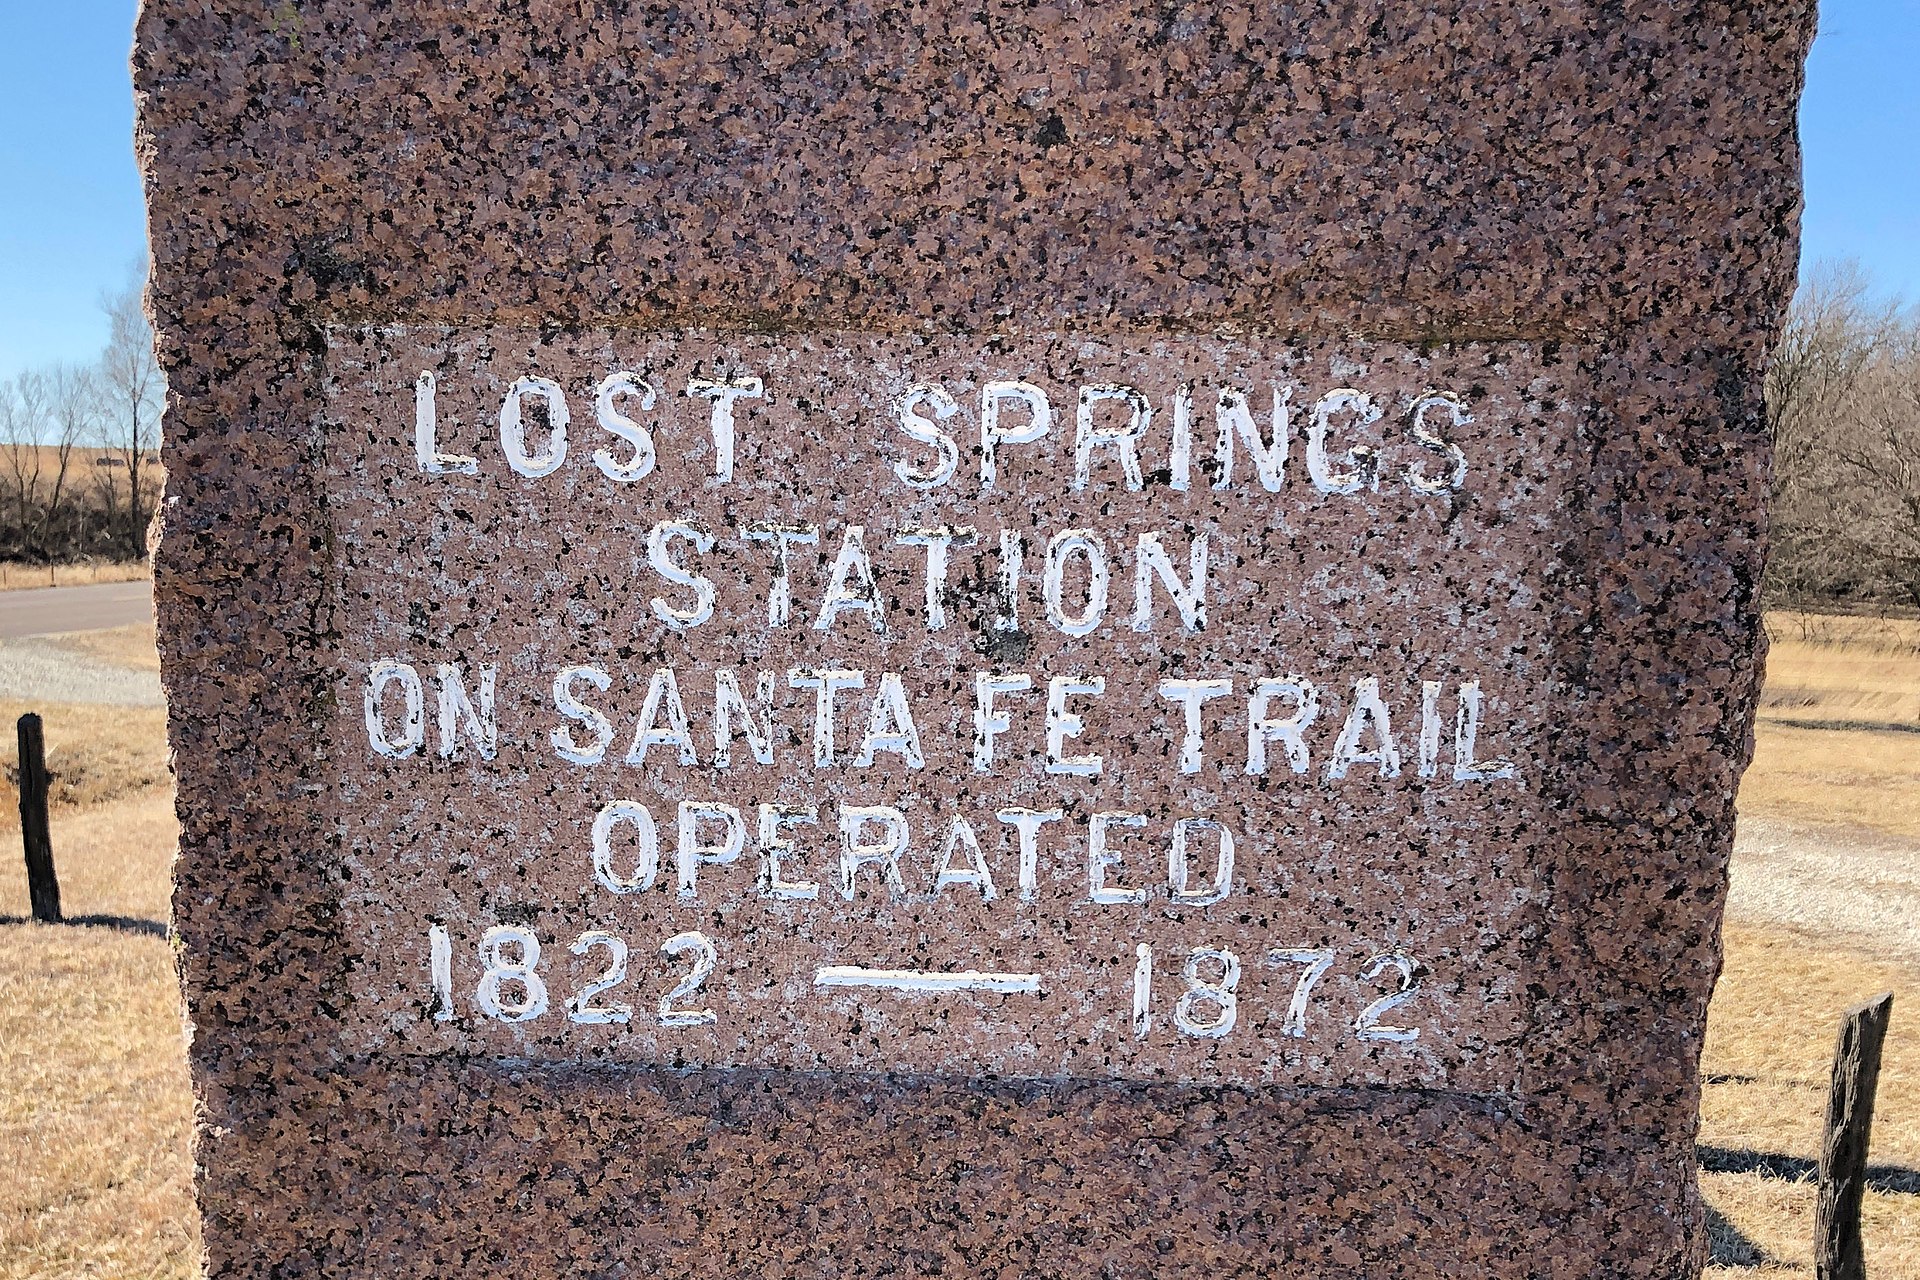 LOST SPRINGS
STATION
ON SANTA FE TRAIL
OPERATED
1822 — 1872